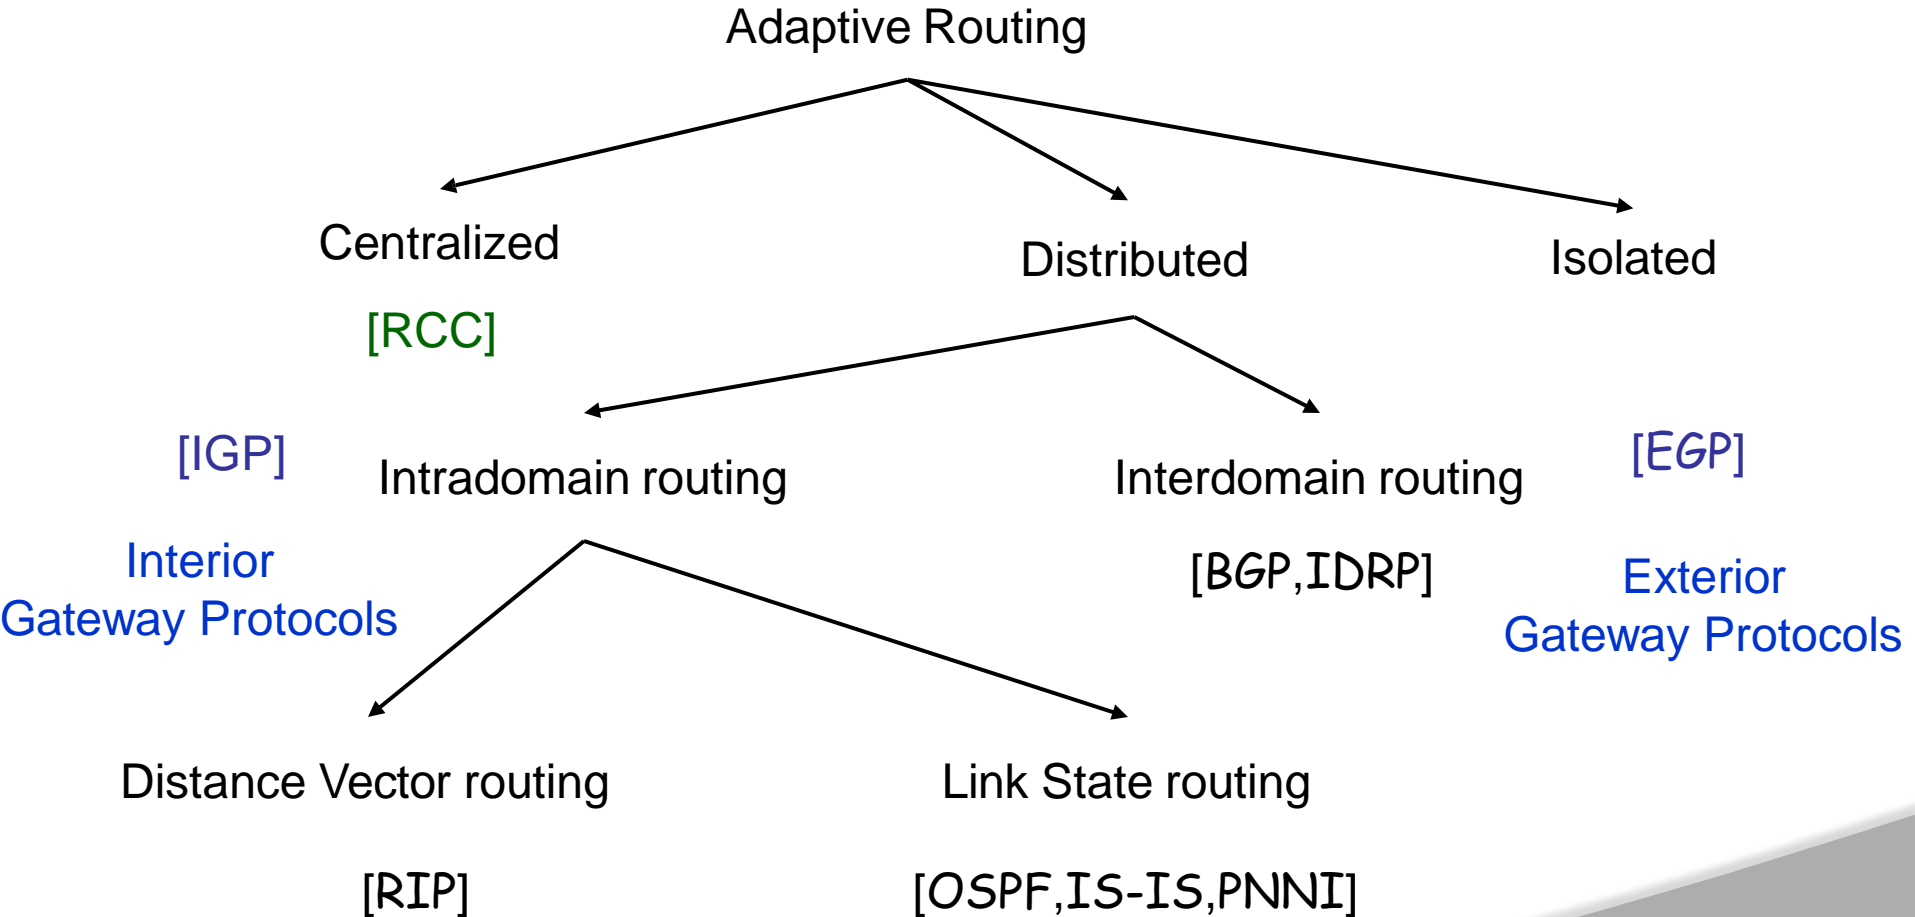 Adaptive Routing
Centralized
Distributed
Isolated
[RCC]
[IGP]
Intradomain routing
Interdomain routing
[EGP]
Interior
Gateway Protocols
[BGP,IDRP]
Exterior
Gateway Protocols
Distance Vector routing
Link State routing
[RIP]
[OSPF,IS-IS,PNNI]